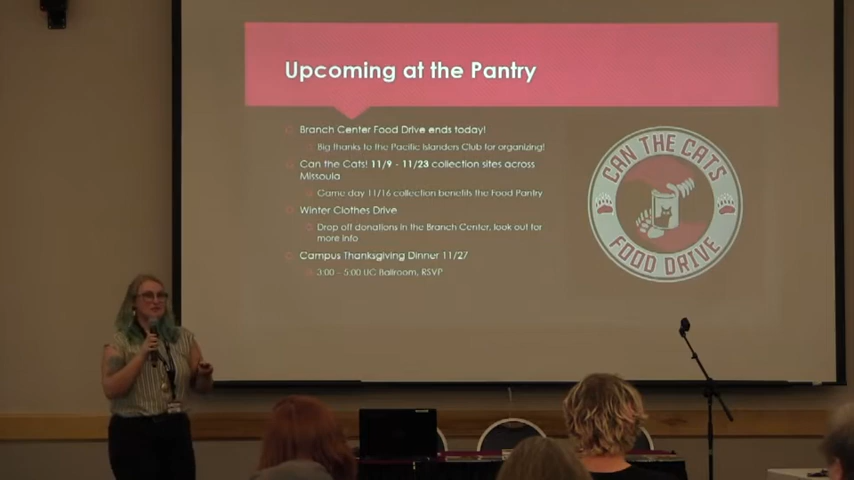 Upcoming at the Pantry
Branch Center Food Drive ends today!
Big thanks to the Pacific Islanders Club for organizing!
Can the Cats! 11/9 - 11/23 collection sites across
Missoula
Game day 11/16 collection benefits the Food Pantry
Winter Clothes Drive
Drop off donations in the Branch Center, look out for
more info
Campus Thanksgiving Dinner 11/27
3:00 - 5:00 UC Ballroom, RSVP
CAN THE CATS
FOOD DRIVE